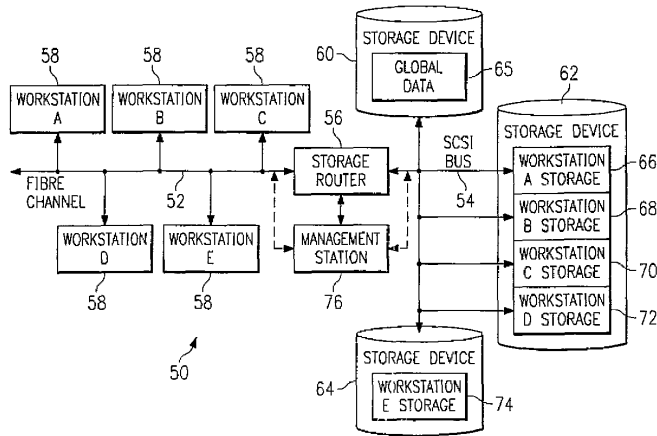 60
STORAGE DEVICE
GLOBAL
DATA
65
58
58
58
WORKSTATION
A
WORKSTATION
B
WORKSTATION
C
56
STORAGE
ROUTER
FIBRE
CHANNEL
52
SCSI
BUS
54
62
STORAGE DEVICE
WORKSTATION
A STORAGE
66
WORKSTATION
B STORAGE
68
WORKSTATION
C STORAGE
70
WORKSTATION
D STORAGE
72
WORKSTATION
D
WORKSTATION
E
MANAGEMENT
STATION
58
58
76
50
64
STORAGE DEVICE
WORKSTATION
E STORAGE
74